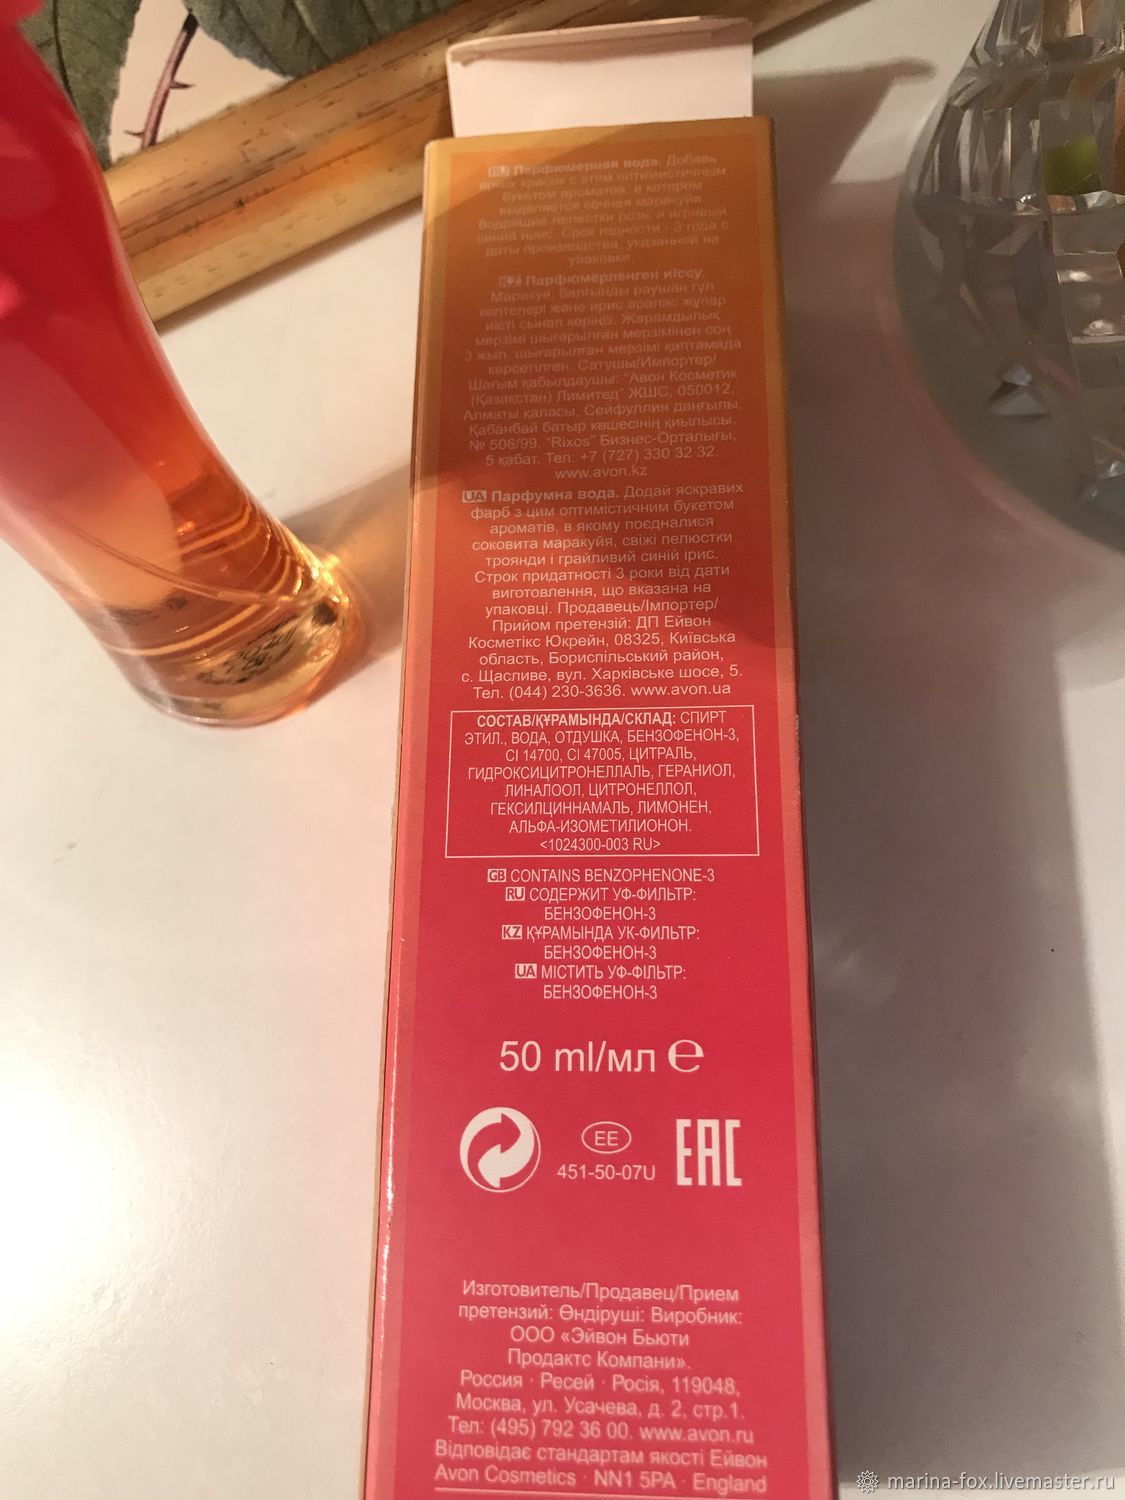 RU Парфюмерная вода. Добавь
ярких красок с этим оптимистичным
букетом ароматов, в котором
выделяются сочная маракуйя
бодрящие лепестки розы и игривый
синий ирис. Срок годности - 3 года с
даты производства, указанной на
упаковке.
KZ Парфюмерленген иіссу.
Маракуй, балғынды раушан гүл
келтелері және ирис аралас жұпар
иісті сынап көріңіз. Жарамдылық
мерзімі шығарылған мерзімінен соң
3 жыл, шығарылған мерзімі қаптамада
көрсетілген. Сатушы/Импортер/
Шағым қабылдаушы: "Авон Косметик
(Қазақстан) Лимитед" ЖШС, 050012,
Алматы қаласы, Сейфуллин даңғылы,
Қабанбай батыр көшесінің қиылысы,
№ 506/99. "Rixos" Бизнес-Орталығы,
5 қабат. Тел: +7 (727) 330 32 32.
www.avon.kz
UA Парфумна вода. Додай яскравих
фарб з цим оптимістичним букетом
ароматів, в якому поєдналися
соковита маракуйя, свіжі пелюстки
троянди і грайливий синій ірис.
Строк придатності 3 роки від дати
виготовлення, що вказана на
упаковці. Продавець/Імпортер/
Прийом претензій: ДП Ейвон
Косметікс Юкрейн, 08325, Київська
область, Бориспільський район,
с. Щасливе, вул. Харківське шосе, 5.
Тел. (044) 230-3636. www.avon.ua
СОСТАВ/ҚҰРАМЫНДА/СКЛАД: СПИРТ
ЭТИЛ., ВОДА, ОТДУШКА, БЕНЗОФЕНОН-3,
CI 14700, CI 47005, ЦИТРАЛЬ,
ГИДРОКСИЦИТРОНЕЛЛАЛЬ, ГЕРАНИОЛ,
ЛИНАЛООЛ, ЦИТРОНЕЛЛОЛ,
ГЕКСИЛЦИННАМАЛЬ, ЛИМОНЕН,
АЛЬФА-ИЗОМЕТИЛИОНОН.
<1024300-003 RU>
GB CONTAINS BENZOPHENONE-3
RU СОДЕРЖИТ УФ-ФИЛЬТР:
БЕНЗОФЕНОН-3
KZ ҚҰРАМЫНДА УК-ФИЛЬТР:
БЕНЗОФЕНОН-3
UA МІСТИТЬ УФ-ФІЛЬТР:
БЕНЗОФЕНОН-3
50 ml/мл ℮
EE
451-50-07U
EAC
Изготовитель/Продавец/Прием
претензий: Өндіруші: Виробник:
ООО «Эйвон Бьюти
Продактс Компани».
Россия · Ресей · Росія, 119048,
Москва, ул. Усачева, д. 2, стр.1.
Тел: (495) 792 36 00. www.avon.ru
Відповідає стандартам якості Ейвон
Avon Cosmetics · NN1 5PA · England
marina-fox.livemaster.ru